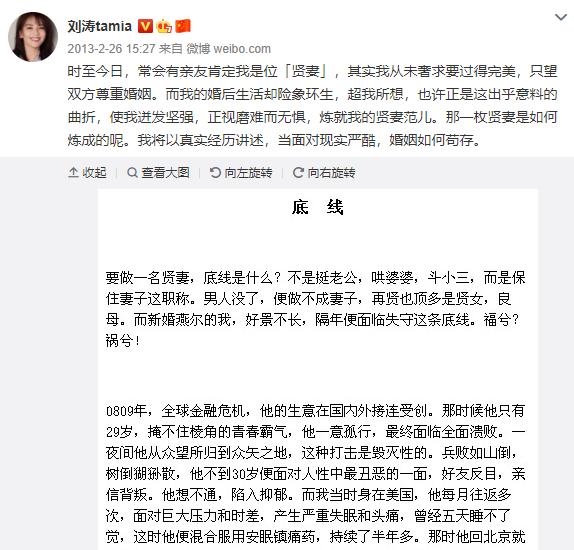 刘涛tamia
2013-2-26 15:27 来自 微博 weibo.com
时至今日，常会有亲友肯定我是位「贤妻」，其实我从未奢求要过得完美，只望
双方尊重婚姻。而我的婚后生活却险象环生，超我所想，也许正是这出乎意料的
曲折，使我迸发坚强，正视磨难而无惧，炼就我的贤妻范儿。那一枚贤妻是如何
炼成的呢。我将以真实经历讲述，当面对现实严酷，婚姻如何苟存。
收起 查看大图 向左旋转 向右旋转
底 线
要做一名贤妻，底线是什么？不是挺老公，哄婆婆，斗小三，而是保
住妻子这职称。男人没了，便做不成妻子，再贤也顶多是贤女，良
母。而新婚燕尔的我，好景不长，隔年便面临失守这条底线。福兮？
祸兮！
0809年，全球金融危机，他的生意在国内外接连受创。那时候他只有
29岁，掩不住棱角的青春霸气，他一意孤行，最终面临全面溃败。一
夜间他从众望所归到众矢之地，这种打击是毁灭性的。兵败如山倒，
树倒猢狲散，他不到30岁便面对人性中最丑恶的一面，好友反目，亲
信背叛。他想不通，陷入抑郁。而我当时身在美国，他每月往返多
次，面对巨大压力和时差，产生严重失眠和头痛，曾经五天睡不了
觉，这时他便混合服用安眠镇痛药，持续了半年多。那时他回北京就